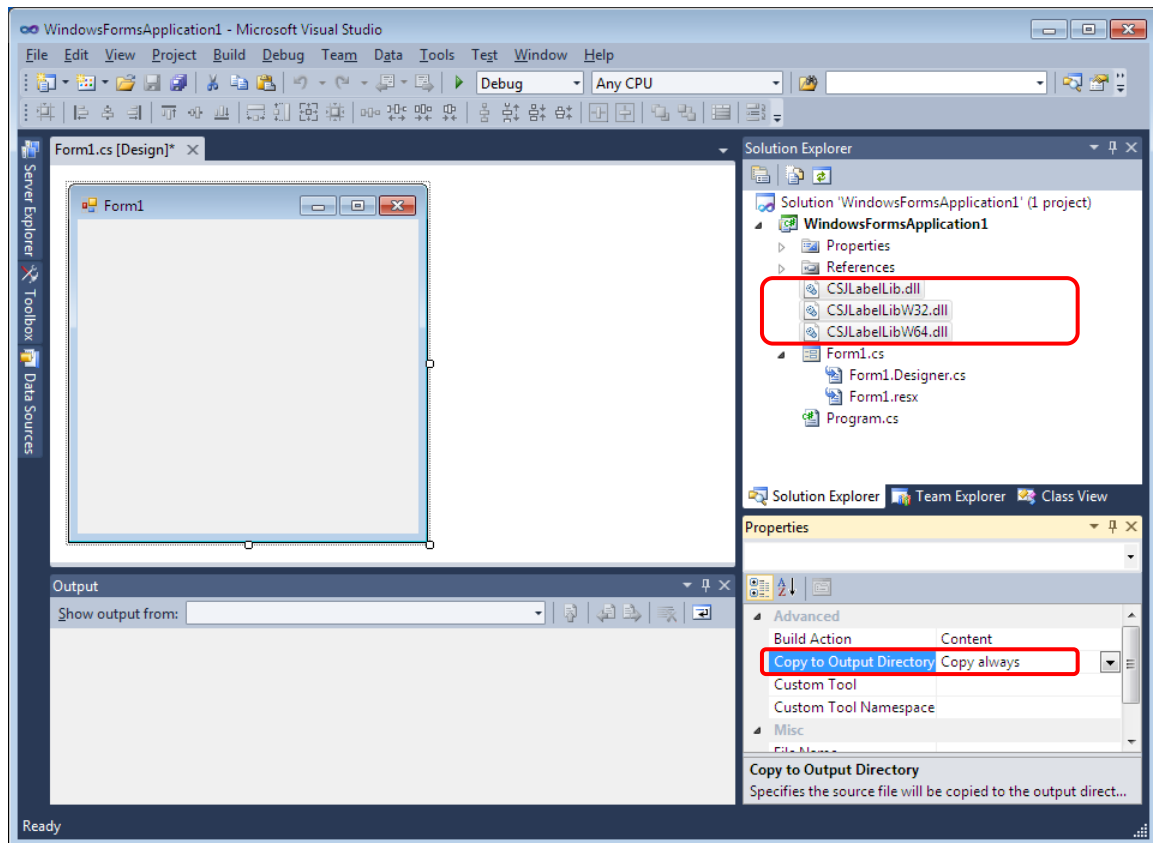 WindowsFormsApplication1 - Microsoft Visual Studio
File Edit View Project Build Debug Team Data Tools Test Window Help
Debug Any CPU
Server Explorer
Toolbox
Data Sources
Form1.cs [Design]*
Form1
Output
Show output from:
Solution Explorer
Solution 'WindowsFormsApplication1' (1 project)
WindowsFormsApplication1
Properties
References
CSJLabelLib.dll
CSJLabelLibW32.dll
CSJLabelLibW64.dll
Form1.cs
Form1.Designer.cs
Form1.resx
Program.cs
Solution Explorer Team Explorer Class View
Properties
Advanced
Build Action Content
Copy to Output Directory Copy always
Custom Tool
Custom Tool Namespace
Misc
File Name
Copy to Output Directory
Specifies the source file will be copied to the output direct...
Ready